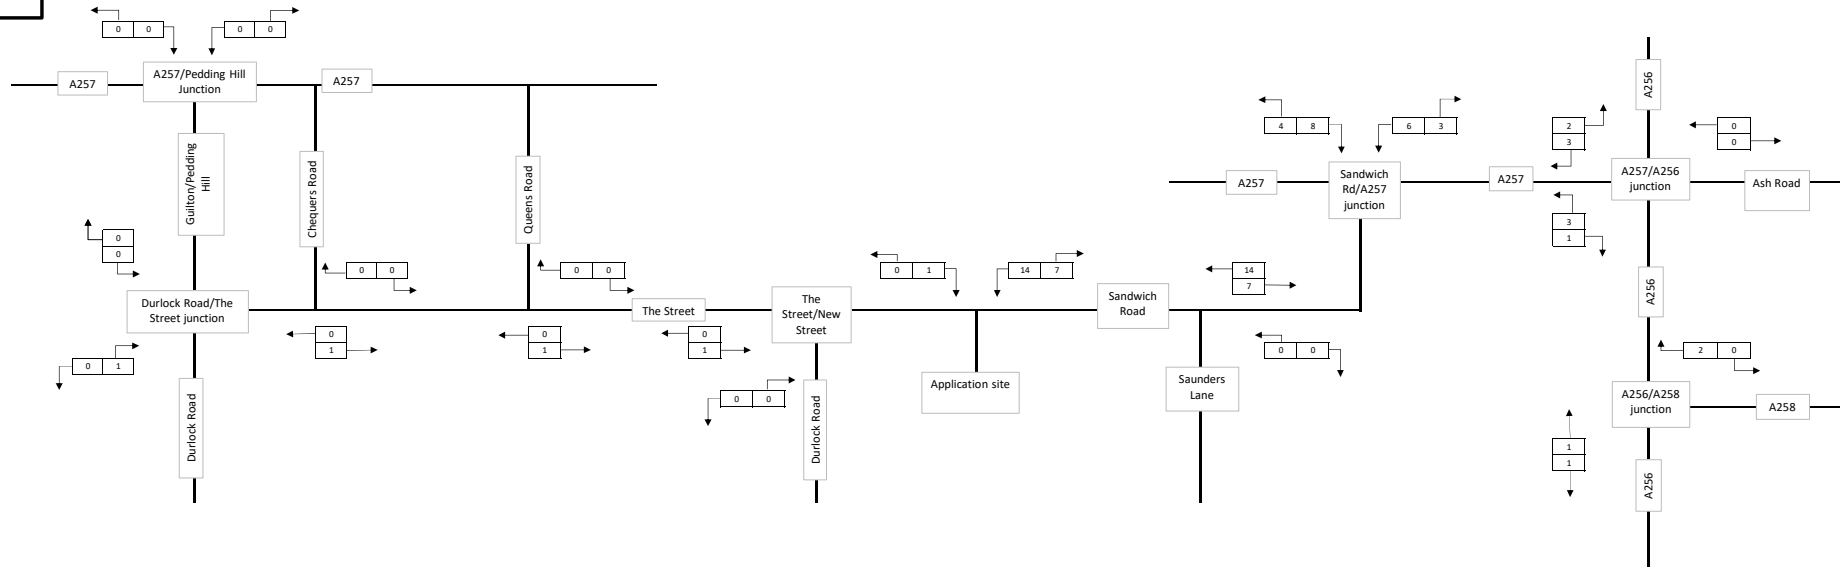 0 0
0 0
A257
A257/Pedding Hill
Junction
A257
A256
4 8
6 3
2
3
0
0
Guilton/Pedding
Hill
Chequers Road
Queens Road
A257
Sandwich
Rd/A257
junction
A257
A257/A256
junction
Ash Road
3
1
0
0
0 0
0 0
0 1
14 7
14
7
A256
Durlock Road/The
Street junction
The Street
The
Street/New
Street
Sandwich
Road
0
1
0
1
0
1
0 0
2 0
0 1
0 0
Durlock Road
Durlock Road
Application site
Saunders
Lane
A256/A258
junction
A258
1
1
A256